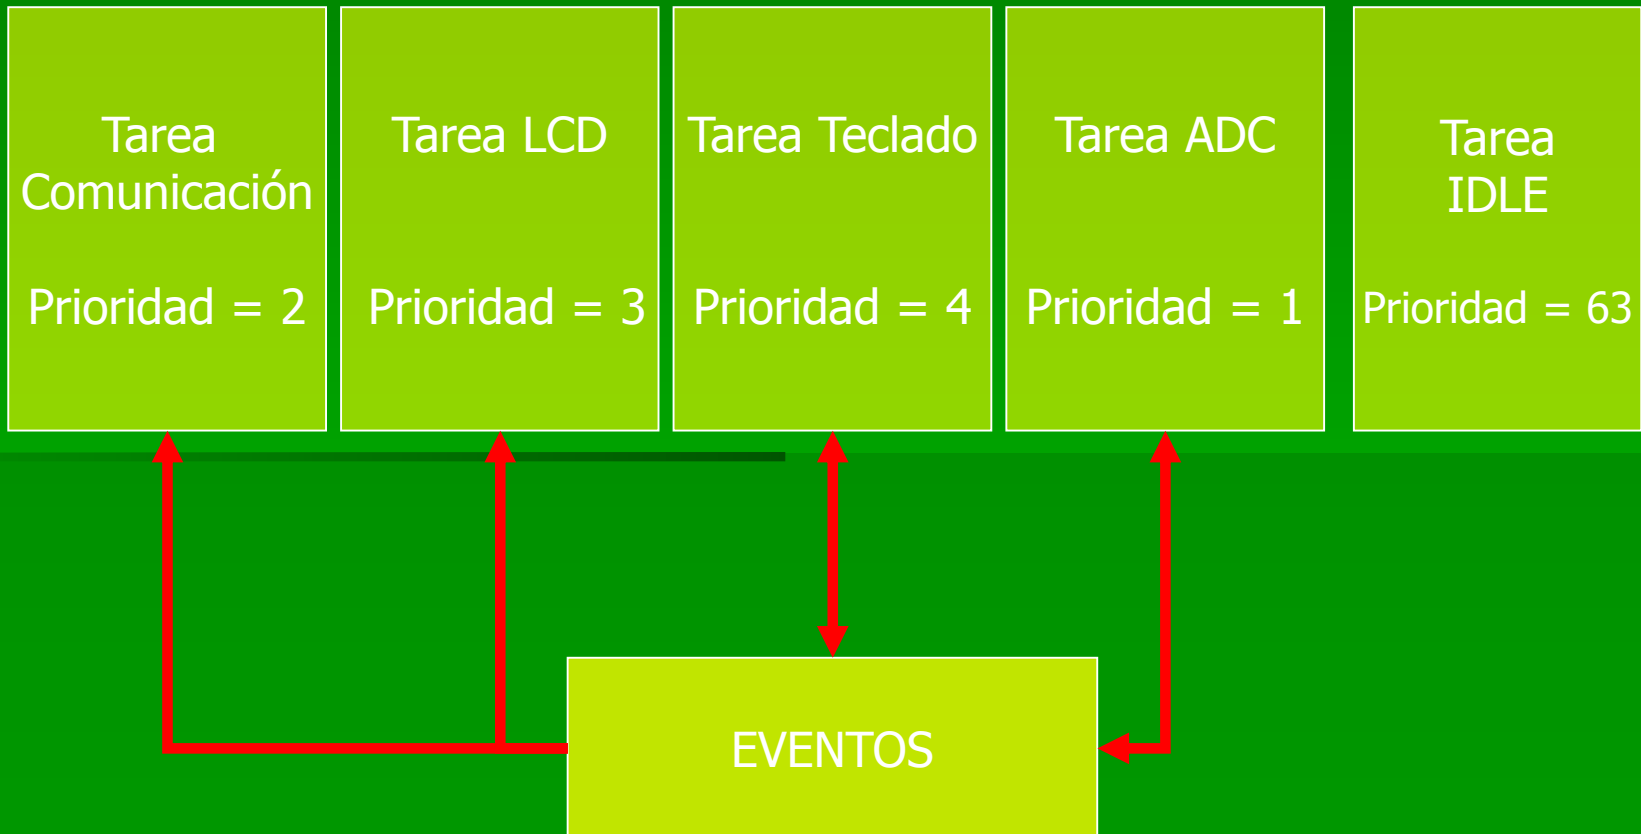 Tarea
Comunicación
Prioridad = 2
Tarea LCD
Prioridad = 3
Tarea Teclado
Prioridad = 4
Tarea ADC
Prioridad = 1
Tarea
IDLE
Prioridad = 63
EVENTOS